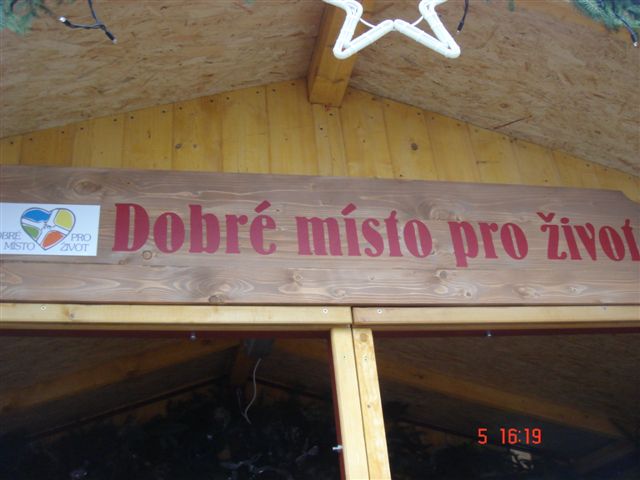 Dobré místo pro život
DOBRÉ
MÍSTO PRO
ŽIVOT
5 16:19